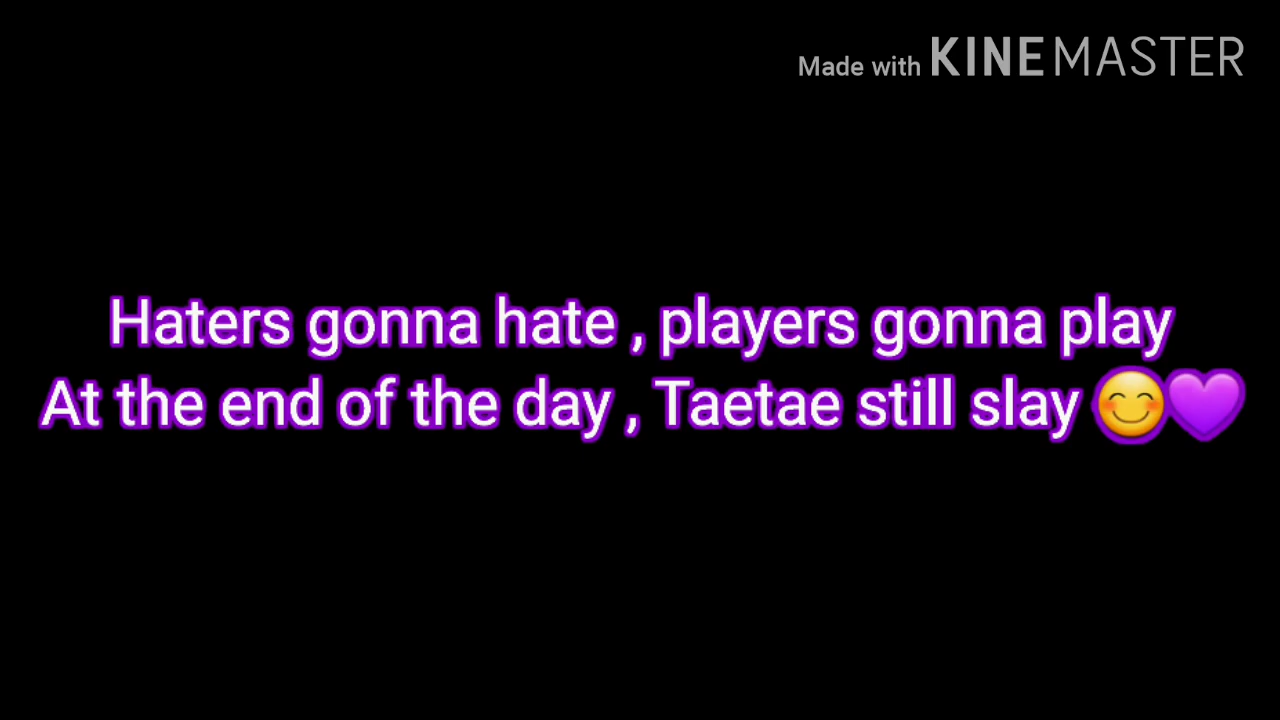 Made with KINEMASTER
Haters gonna hate , players gonna play
At the end of the day , Taetae still slay 😊💜